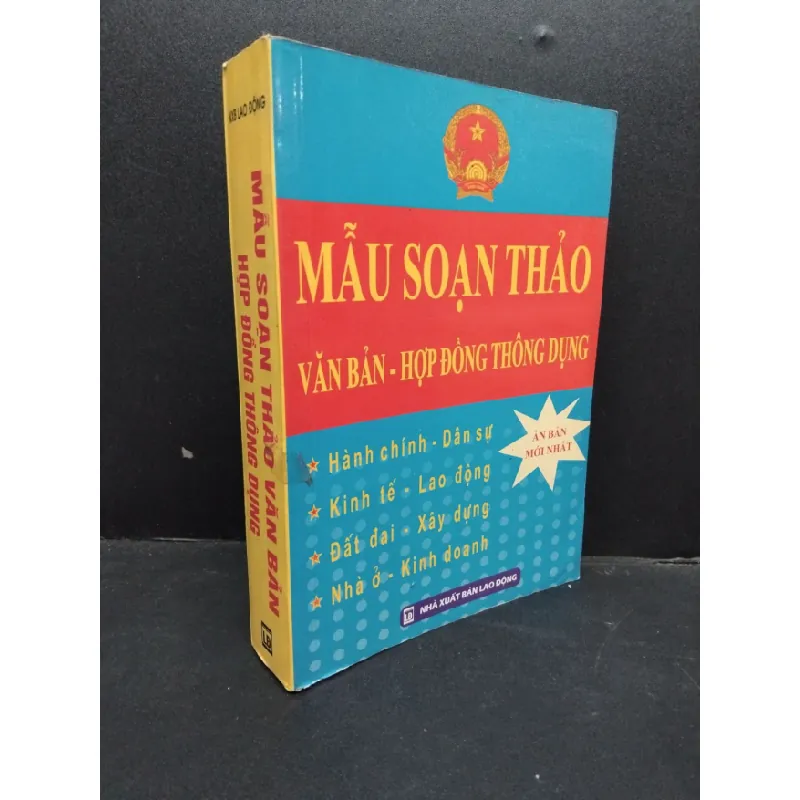 NXB LAO ĐỘNG
MẪU SOẠN THẢO VĂN BẢN
HỢP ĐỒNG THÔNG DỤNG
LĐ
MẪU SOẠN THẢO
VĂN BẢN - HỢP ĐỒNG THÔNG DỤNG
ẤN BẢN
MỚI NHẤT
Hành chính - Dân sự
Kinh tế - Lao động
Đất đai - Xây dựng
Nhà ở - Kinh doanh
LĐ NHÀ XUẤT BẢN LAO ĐỘNG